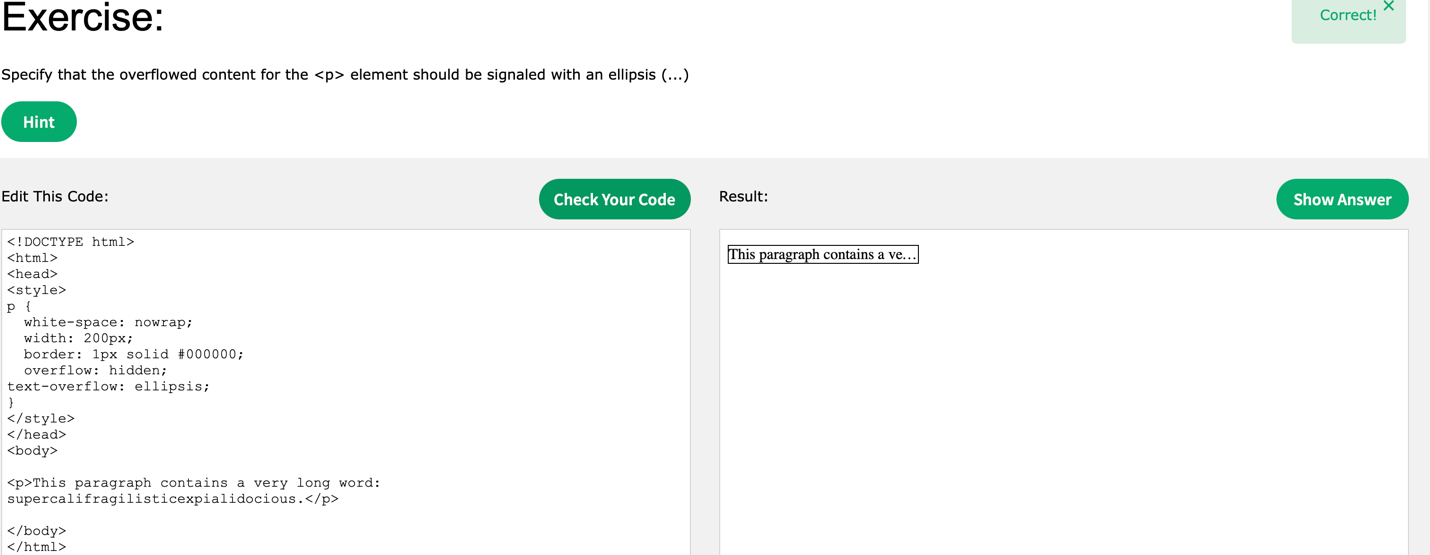 Exercise:
Correct! ×
Specify that the overflowed content for the <p> element should be signaled with an ellipsis (...)
Hint
Edit This Code:
Check Your Code
<!DOCTYPE html>
<html>
<head>
<style>
p {
  white-space: nowrap;
  width: 200px;
  border: 1px solid #000000;
  overflow: hidden;
text-overflow: ellipsis;
}
</style>
</head>
<body>

<p>This paragraph contains a very long word:
supercalifragilisticexpialidocious.</p>

</body>
</html>
Result:
Show Answer
This paragraph contains a ve…